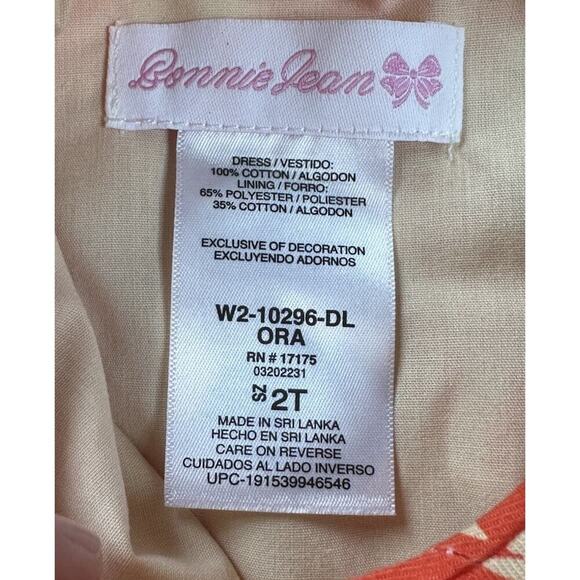 Bonnie Jean
DRESS / VESTIDO:
100% COTTON / ALGODON
LINING / FORRO:
65% POLYESTER / POLIESTER
35% COTTON / ALGODON
EXCLUSIVE OF DECORATION
EXCLUYENDO ADORNOS
W2-10296-DL
ORA
RN # 17175
03202231
SZ 2T
MADE IN SRI LANKA
HECHO EN SRI LANKA
CARE ON REVERSE
CUIDADOS AL LADO INVERSO
UPC-191539946546